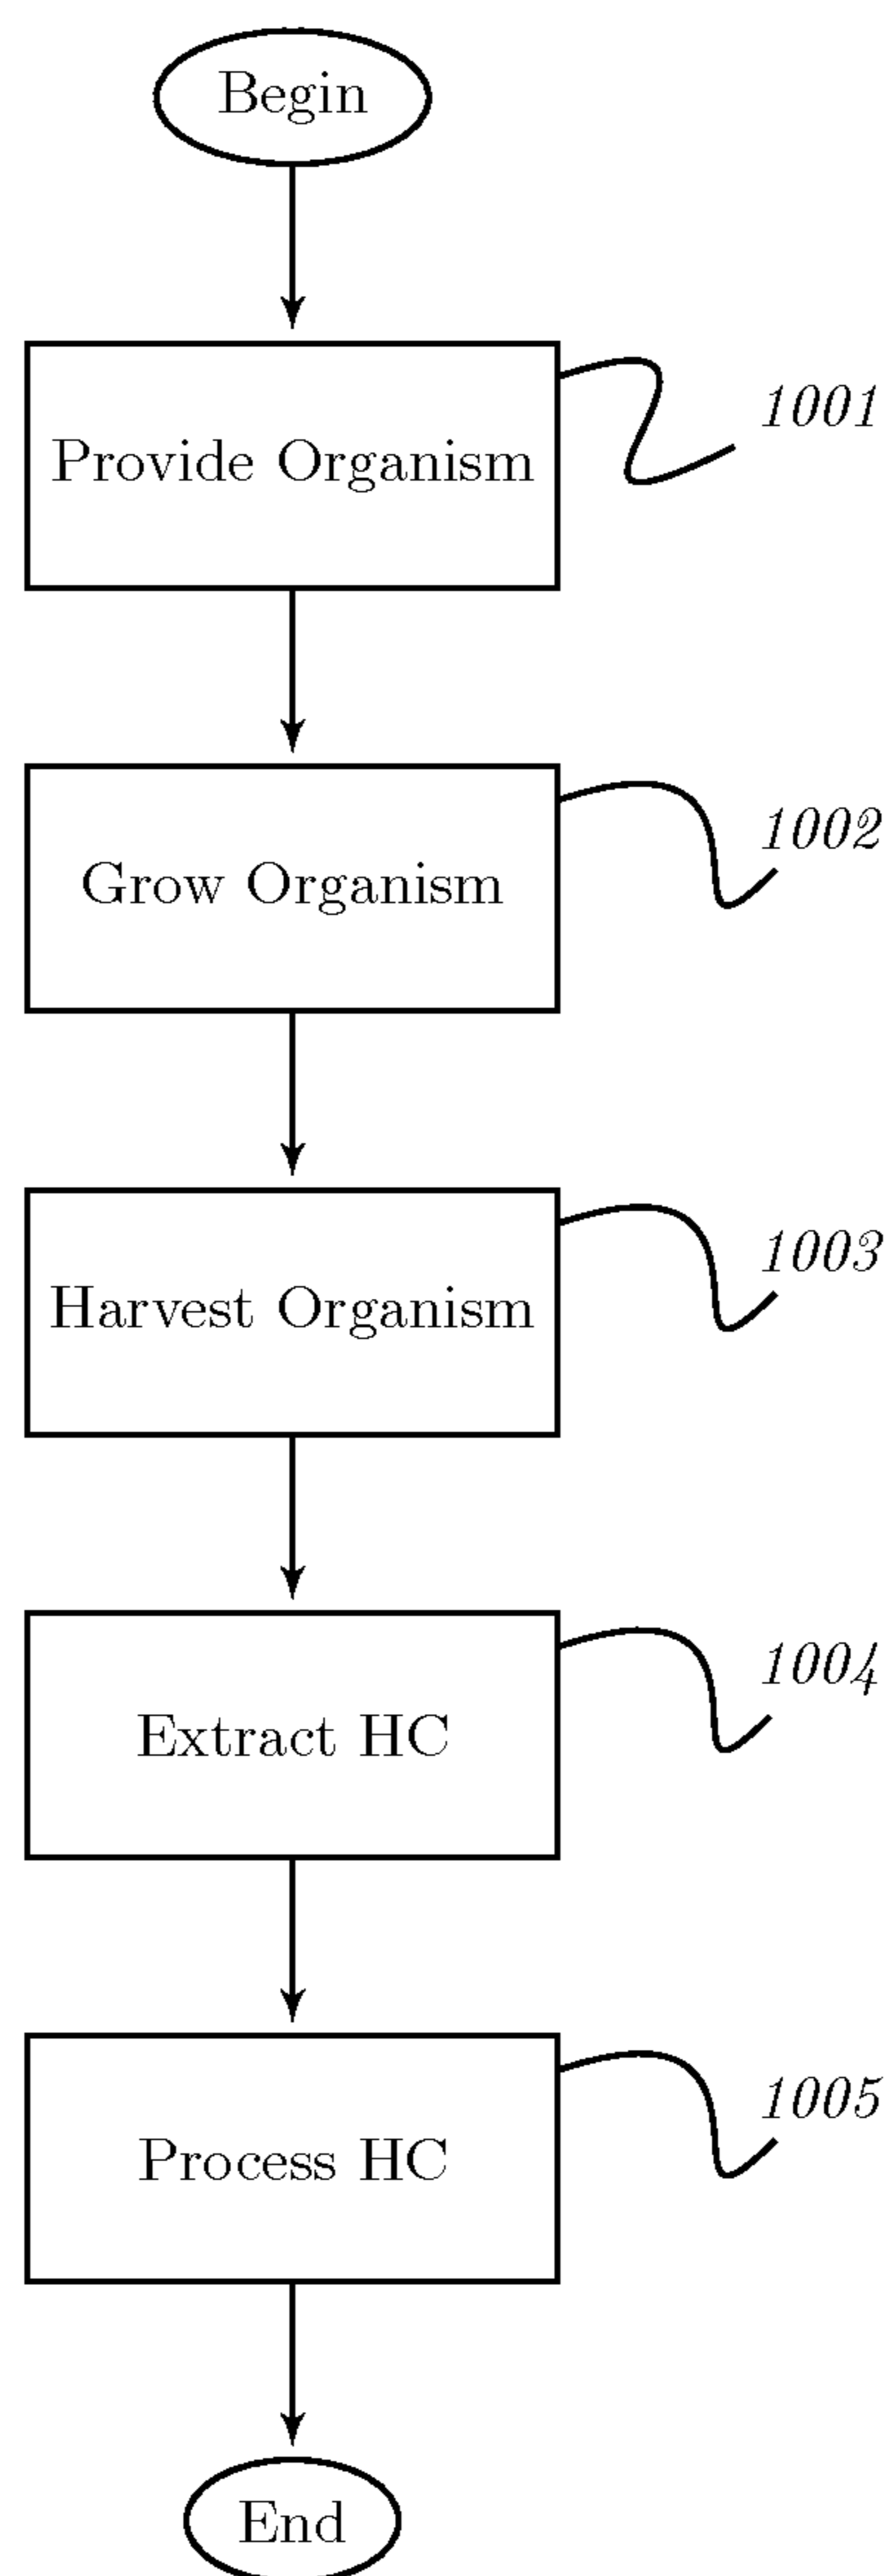 Begin
Provide Organism
1001
Grow Organism
1002
Harvest Organism
1003
Extract HC
1004
Process HC
1005
End